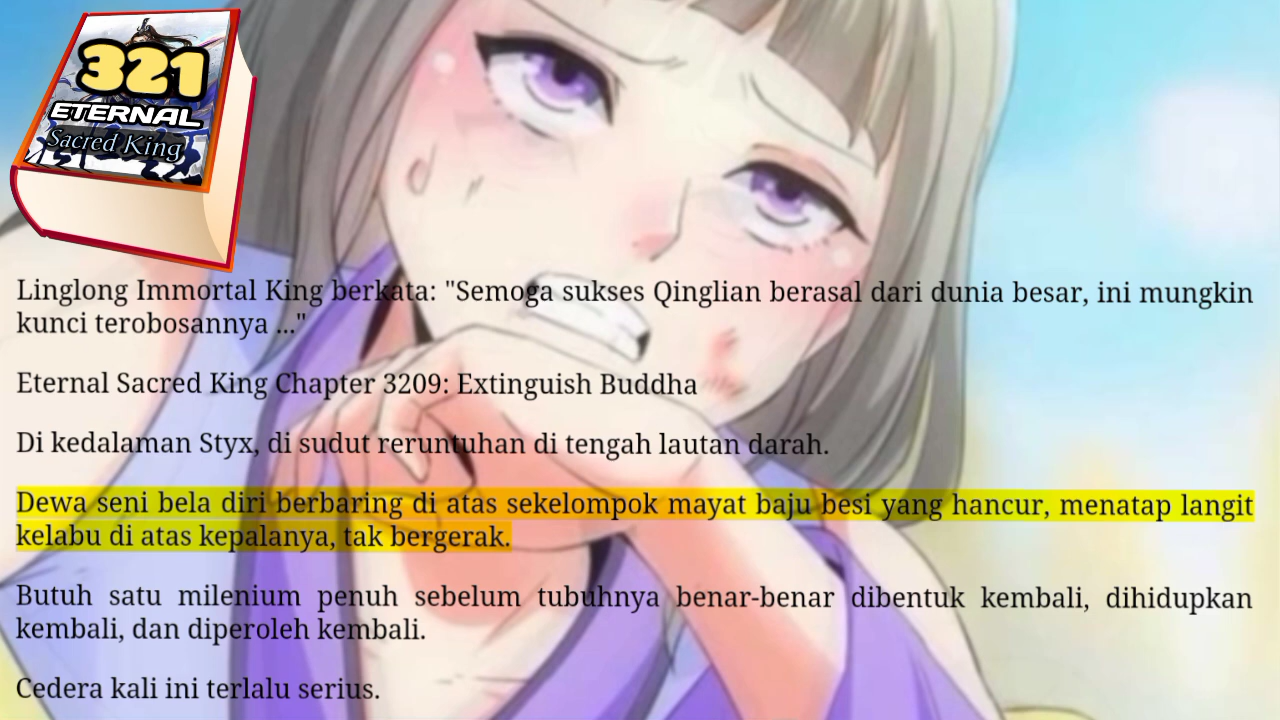 321
ETERNAL
Sacred King
Linglong Immortal King berkata: "Semoga sukses Qinglian berasal dari dunia besar, ini mungkin
kunci terobosannya ..."
Eternal Sacred King Chapter 3209: Extinguish Buddha
Di kedalaman Styx, di sudut reruntuhan di tengah lautan darah.
Dewa seni bela diri berbaring di atas sekelompok mayat baju besi yang hancur, menatap langit
kelabu di atas kepalanya, tak bergerak.
Butuh satu milenium penuh sebelum tubuhnya benar-benar dibentuk kembali, dihidupkan
kembali, dan diperoleh kembali.
Cedera kali ini terlalu serius.